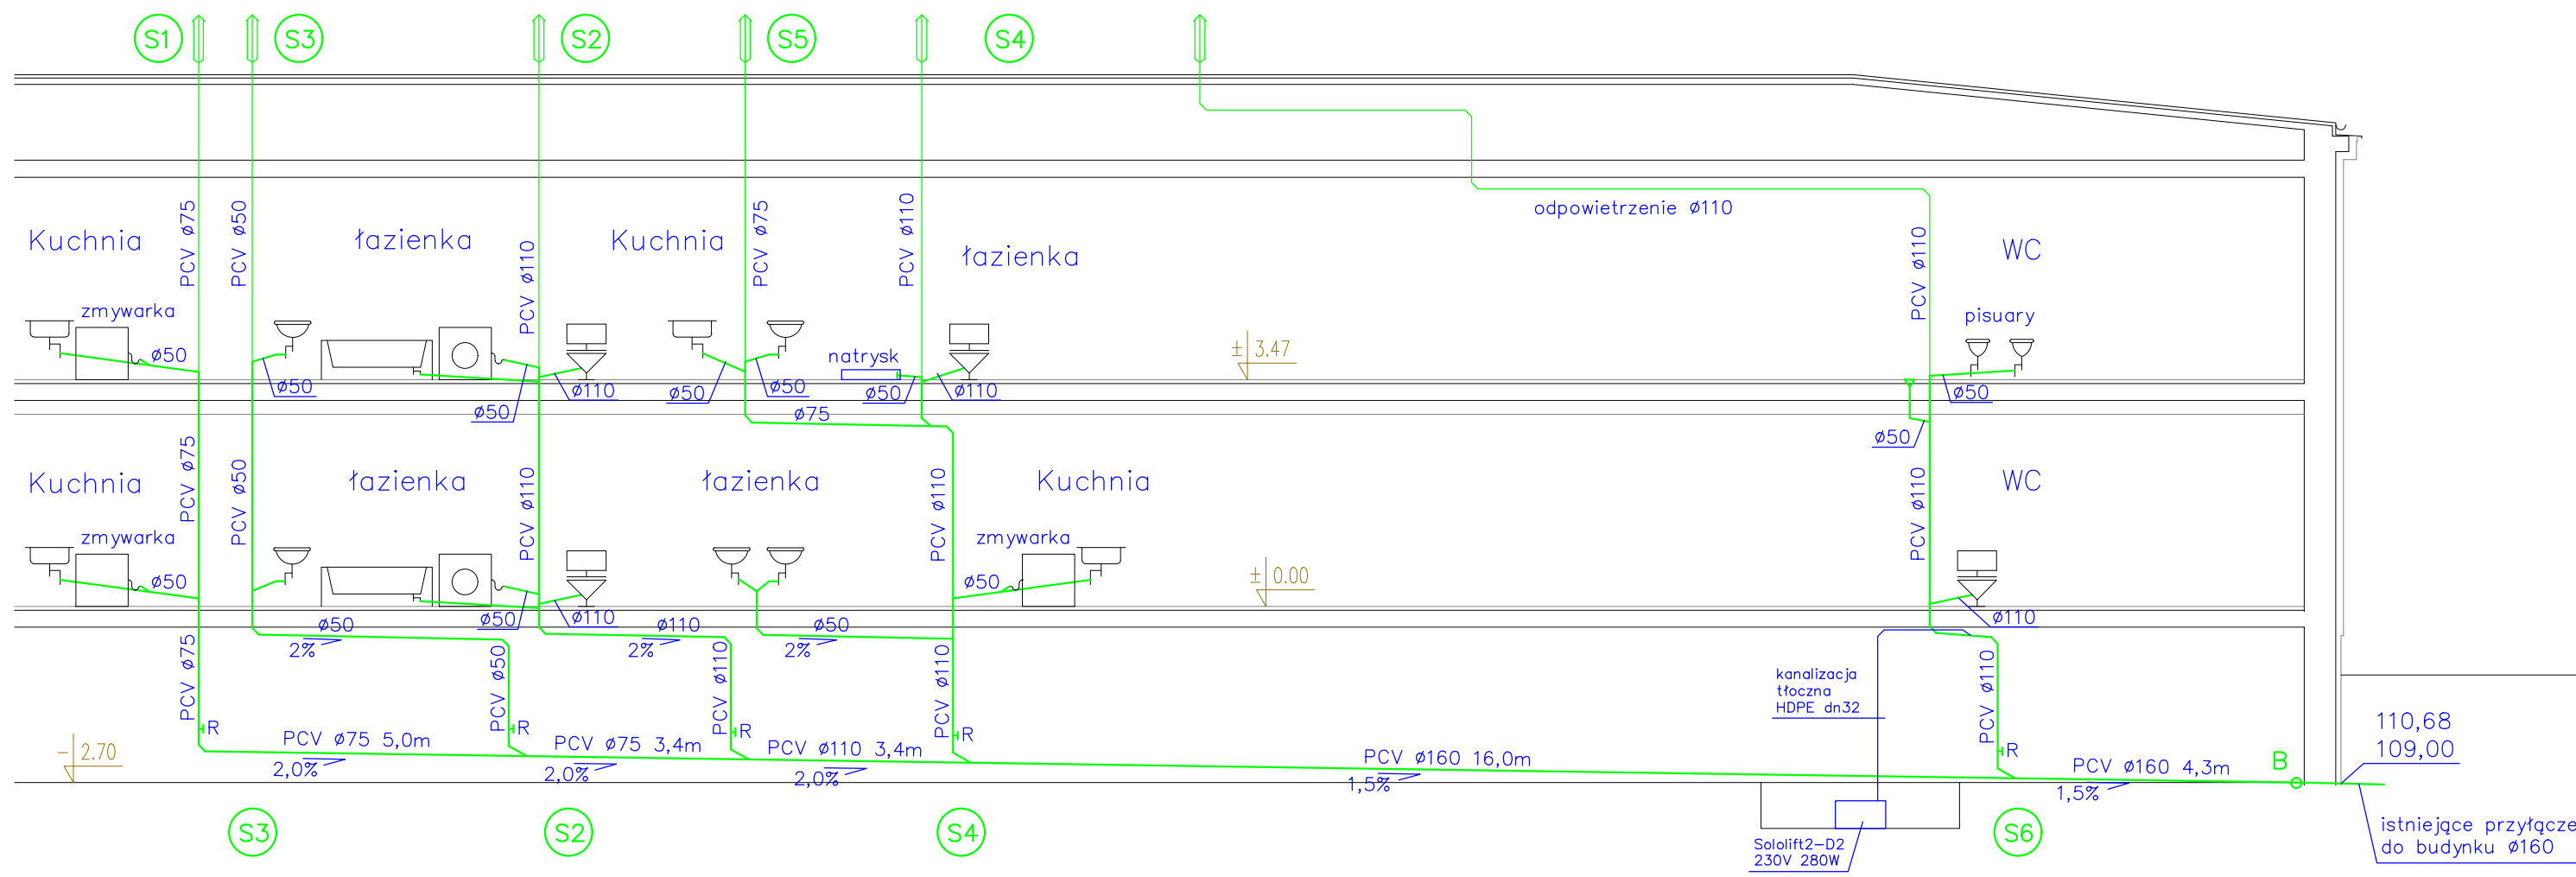 S1
S3
S2
S5
S4
PCV ø75
PCV ø50
PCV ø110
PCV ø75
PCV ø110
odpowietrzenie ø110
PCV ø110
Kuchnia
łazienka
Kuchnia
łazienka
WC
zmywarka
ø50
ø50
ø50
ø110
ø50
ø50
natrysk
ø50
ø110
± 3.47
pisuary
ø50
ø75
ø50
PCV ø75
PCV ø50
PCV ø110
PCV ø110
PCV ø110
Kuchnia
łazienka
łazienka
Kuchnia
WC
zmywarka
ø50
ø50
ø110
zmywarka
ø50
± 0.00
ø110
ø50
2%
ø110
2%
ø50
2%
PCV ø75
PCV ø50
PCV ø110
PCV ø110
PCV ø110
kanalizacja
tłoczna
HDPE dn32
R
R
R
R
R
- 2.70
PCV ø75 5,0m
2,0%
PCV ø75 3,4m
2,0%
PCV ø110 3,4m
2,0%
PCV ø160 16,0m
1,5%
PCV ø160 4,3m
1,5%
B
110,68
109,00
S3
S2
S4
S6
Sololift2-D2
230V 280W
istniejące przyłącze
do budynku ø160